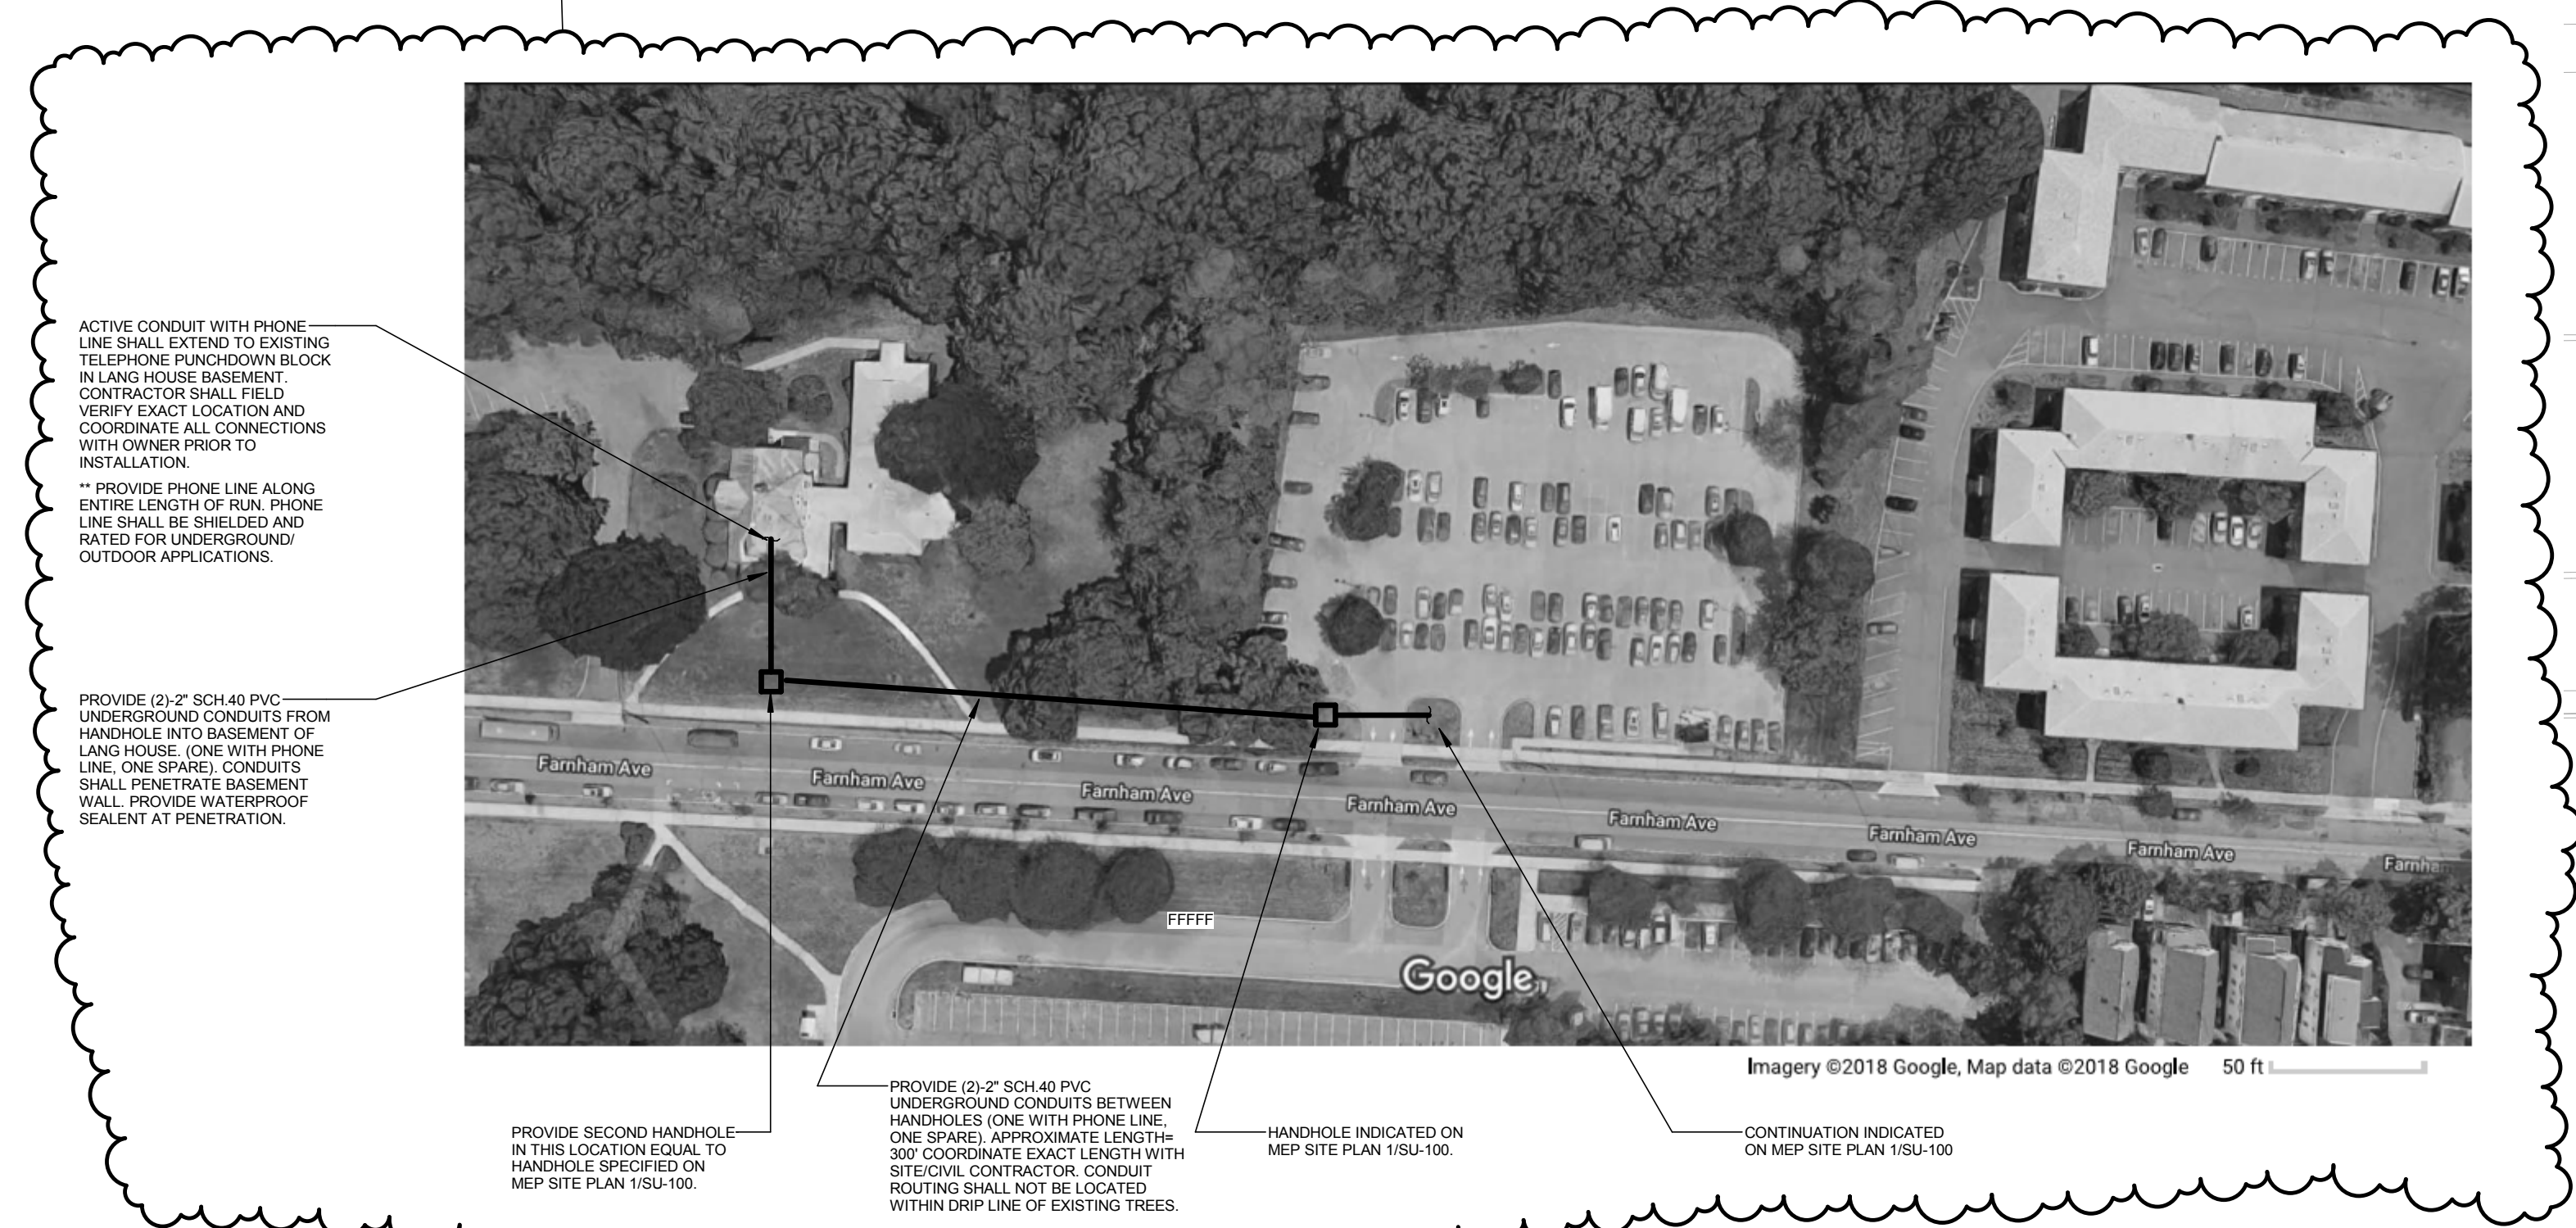 ACTIVE CONDUIT WITH PHONE
LINE SHALL EXTEND TO EXISTING
TELEPHONE PUNCHDOWN BLOCK
IN LANG HOUSE BASEMENT.
CONTRACTOR SHALL FIELD
VERIFY EXACT LOCATION AND
COORDINATE ALL CONNECTIONS
WITH OWNER PRIOR TO
INSTALLATION.
** PROVIDE PHONE LINE ALONG
ENTIRE LENGTH OF RUN. PHONE
LINE SHALL BE SHIELDED AND
RATED FOR UNDERGROUND/
OUTDOOR APPLICATIONS.
PROVIDE (2)-2" SCH.40 PVC
UNDERGROUND CONDUITS FROM
HANDHOLE INTO BASEMENT OF
LANG HOUSE. (ONE WITH PHONE
LINE, ONE SPARE). CONDUITS
SHALL PENETRATE BASEMENT
WALL. PROVIDE WATERPROOF
SEALENT AT PENETRATION.
Farnham Ave
Farnham Ave
Farnham Ave
Farnham Ave
Farnham Ave
Farnham Ave
Farnham Ave
Farnha
FFFFF
Google
Imagery ©2018 Google, Map data ©2018 Google 50 ft
PROVIDE SECOND HANDHOLE
IN THIS LOCATION EQUAL TO
HANDHOLE SPECIFIED ON
MEP SITE PLAN 1/SU-100.
PROVIDE (2)-2" SCH.40 PVC
UNDERGROUND CONDUITS BETWEEN
HANDHOLES (ONE WITH PHONE LINE,
ONE SPARE). APPROXIMATE LENGTH=
300' COORDINATE EXACT LENGTH WITH
SITE/CIVIL CONTRACTOR. CONDUIT
ROUTING SHALL NOT BE LOCATED
WITHIN DRIP LINE OF EXISTING TREES.
HANDHOLE INDICATED ON
MEP SITE PLAN 1/SU-100.
CONTINUATION INDICATED
ON MEP SITE PLAN 1/SU-100